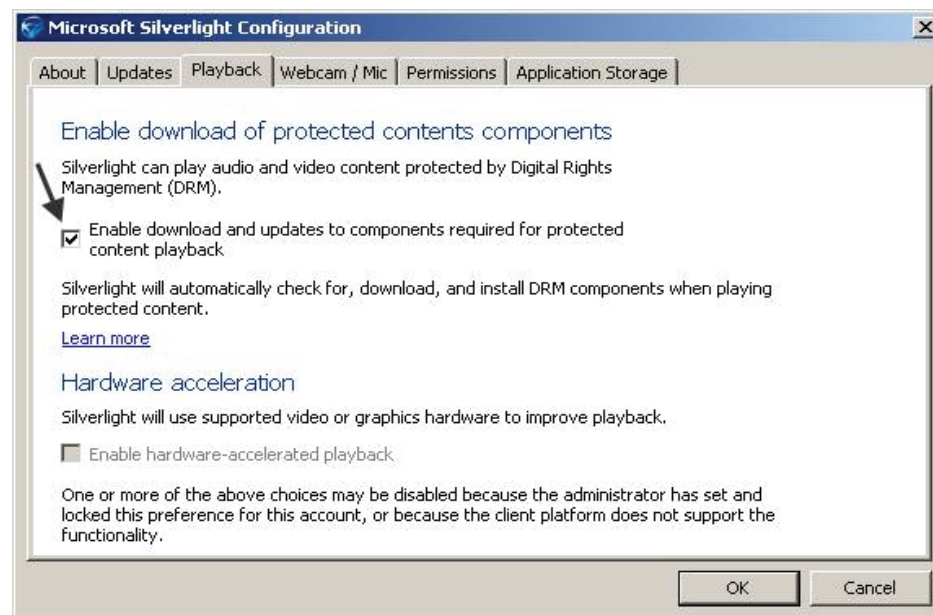 Microsoft Silverlight Configuration
About Updates Playback Webcam / Mic Permissions Application Storage
Enable download of protected contents components
Silverlight can play audio and video content protected by Digital Rights
Management (DRM).
Enable download and updates to components required for protected
content playback
Silverlight will automatically check for, download, and install DRM components when playing
protected content.
Learn more
Hardware acceleration
Silverlight will use supported video or graphics hardware to improve playback.
Enable hardware-accelerated playback
One or more of the above choices may be disabled because the administrator has set and
locked this preference for this account, or because the client platform does not support the
functionality.
OK Cancel